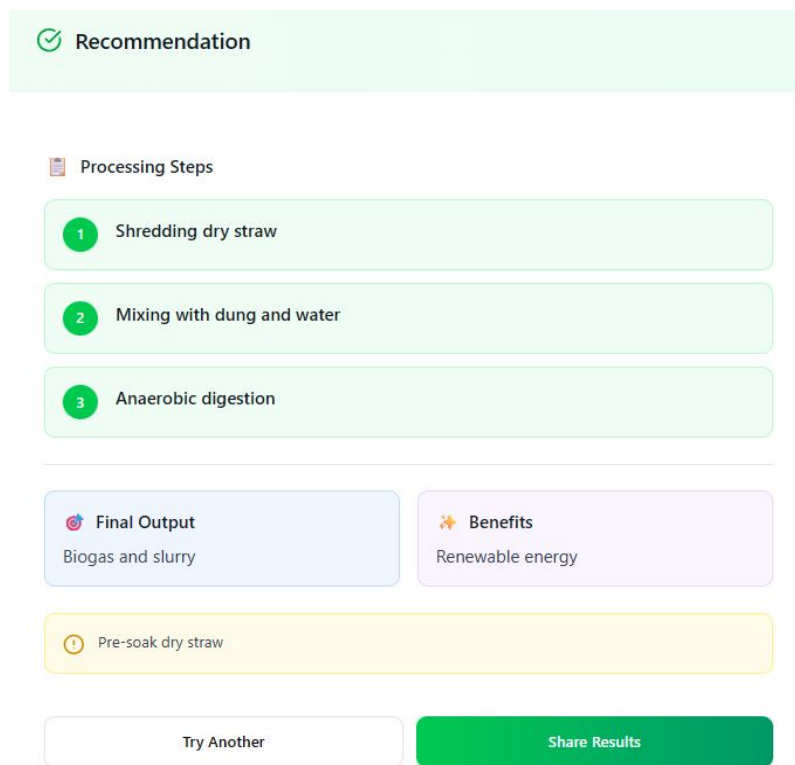 Recommendation
Processing Steps
1 Shredding dry straw
2 Mixing with dung and water
3 Anaerobic digestion
Final Output
Biogas and slurry
Benefits
Renewable energy
Pre-soak dry straw
Try Another
Share Results